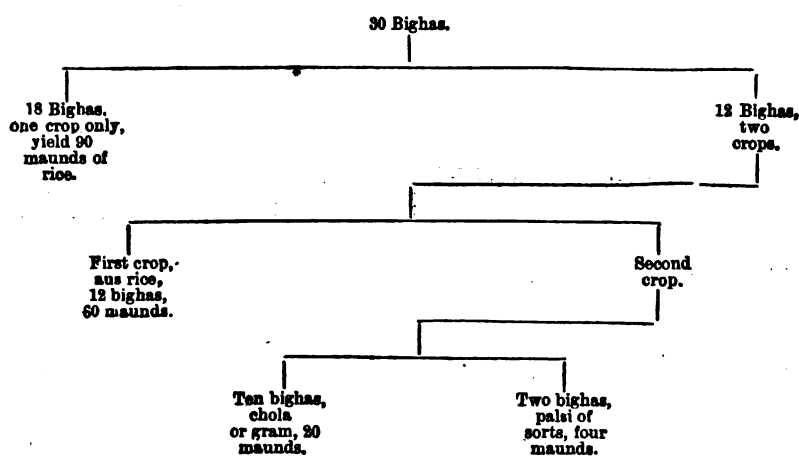 30 Bighas.
18 Bighas.
one crop only,
yield 90
maunds of
rice.
12 Bighas,
two
crops.
First crop,
aus rice,
12 bighas,
60 maunds.
Second
crop.
Ten bighas,
chola
or gram, 20
maunds.
Two bighas,
palsi of
sorts, four
maunds.